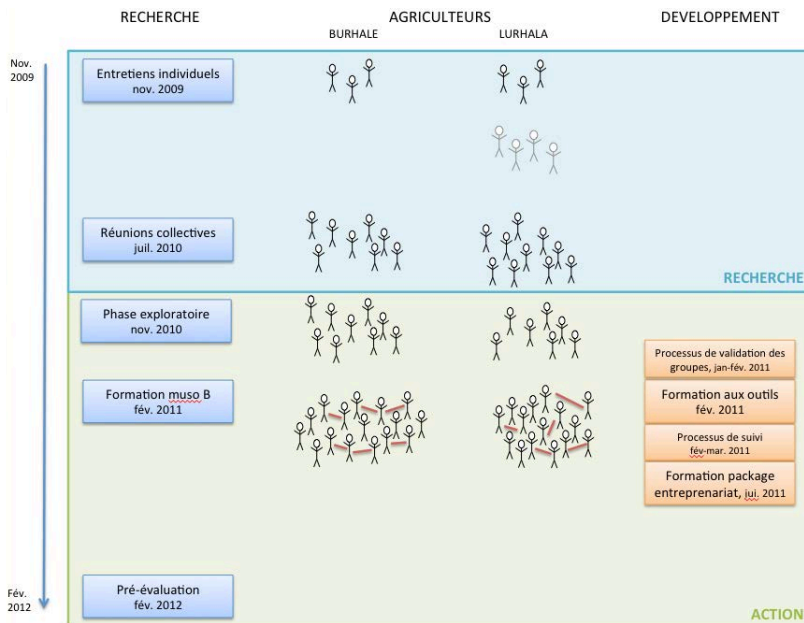 RECHERCHE
AGRICULTEURS
DEVELOPPEMENT
BURHALE
LURHALA
Nov.
2009
Entretiens individuels
nov. 2009
Réunions collectives
juil. 2010
RECHERCHE
Phase exploratoire
nov. 2010
Processus de validation des
groupes, jan-fév. 2011
Formation muso B
fév. 2011
Formation aux outils
fév. 2011
Processus de suivi
fév-mar. 2011
Formation package
entreprenariat, jui. 2011
Fév.
2012
Pré-évaluation
fév. 2012
ACTION